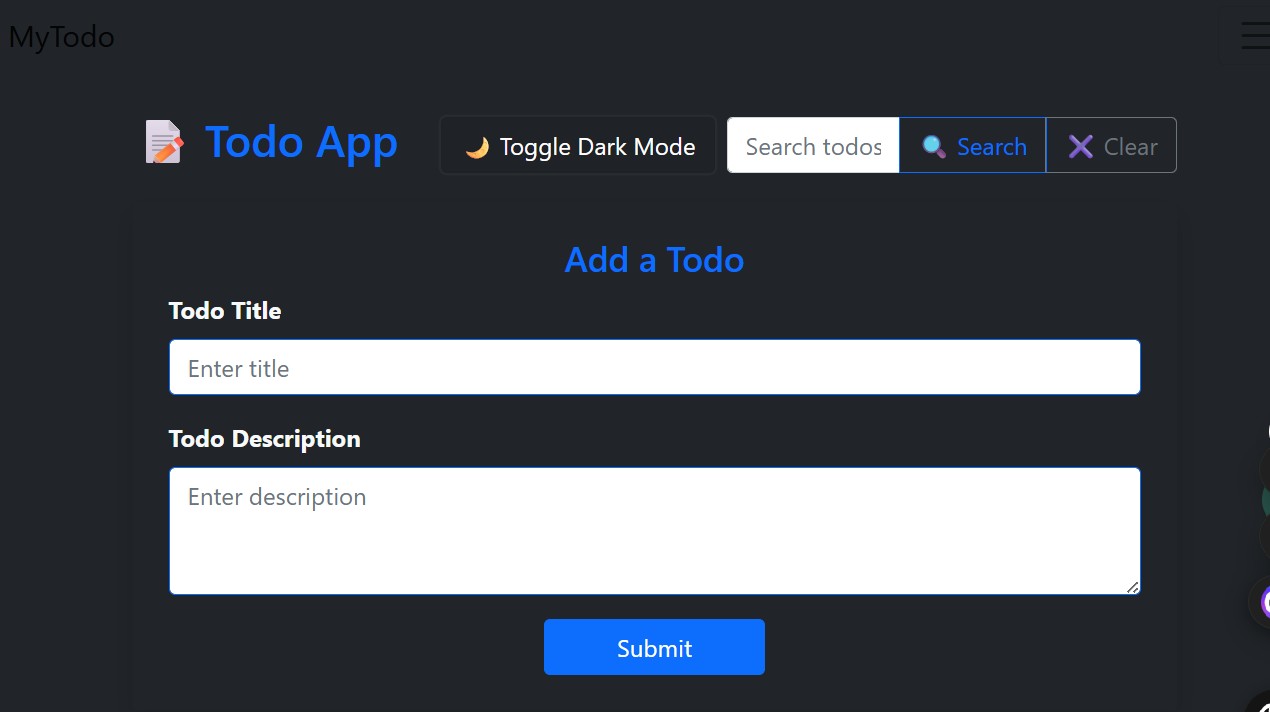 MyTodo
Todo App
🌙 Toggle Dark Mode
Search todos
🔍 Search
❌ Clear
Add a Todo
Todo Title
Enter title
Todo Description
Enter description
Submit